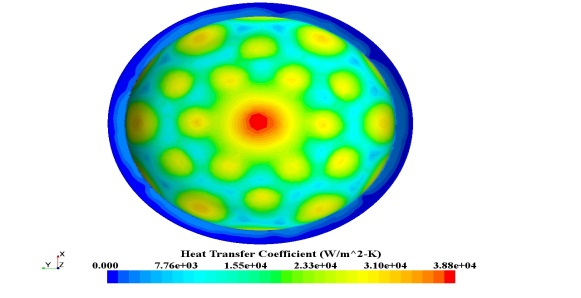 X
Y Z
Heat Transfer Coefficient (W/m^2-K)
0.000 7.76e+03 1.55e+04 2.33e+04 3.10e+04 3.88e+04